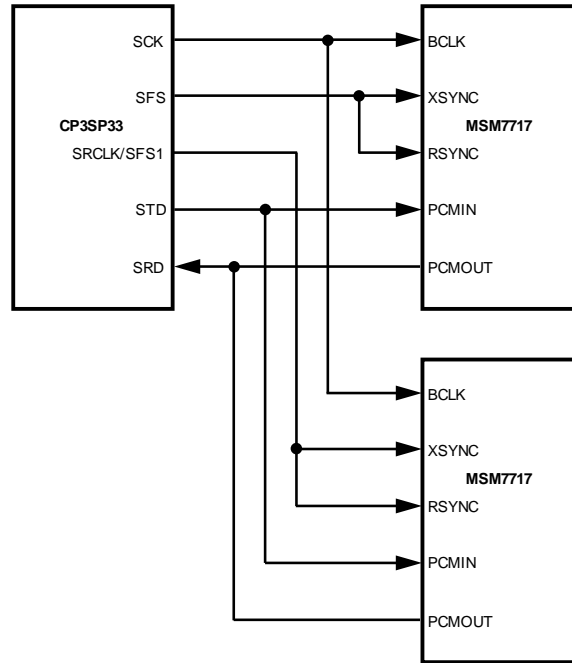 SCK
SFS
CP3SP33
SRCLK/SFS1
STD
SRD
BCLK
XSYNC
MSM7717
RSYNC
PCMIN
PCMOUT
BCLK
XSYNC
MSM7717
RSYNC
PCMIN
PCMOUT